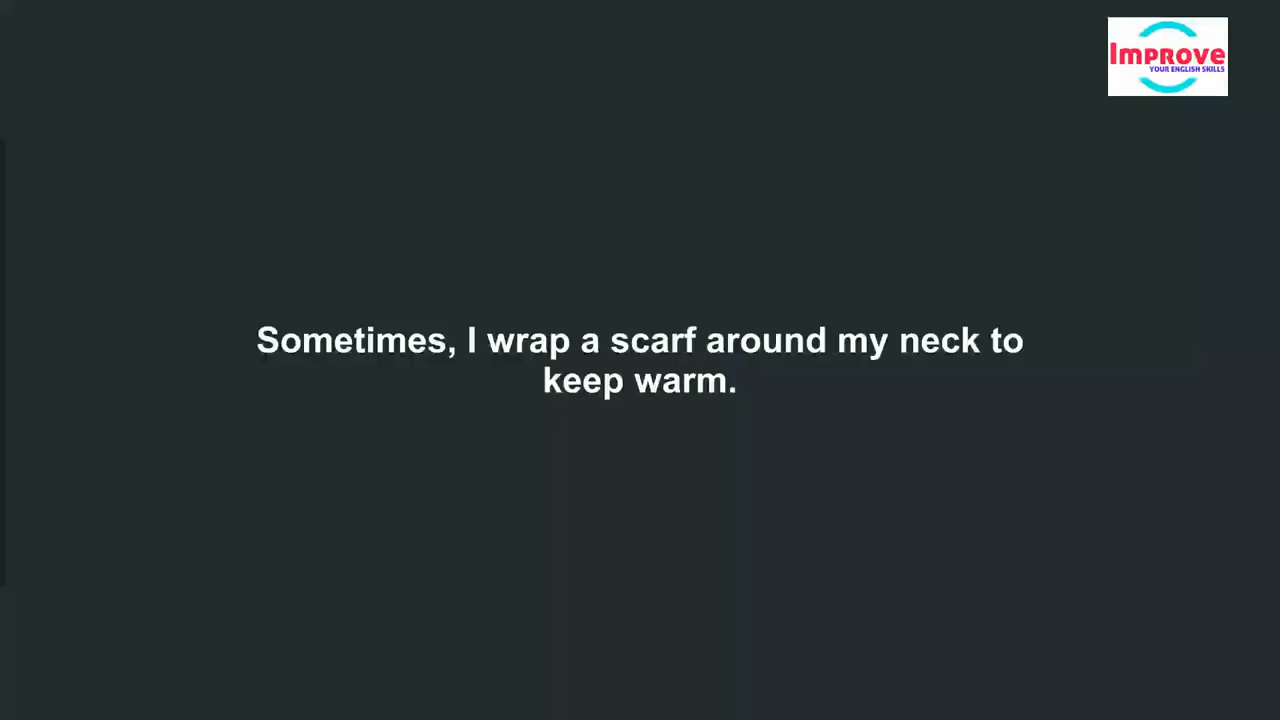 Improve
YOUR ENGLISH SKILLS
Sometimes, I wrap a scarf around my neck to
keep warm.